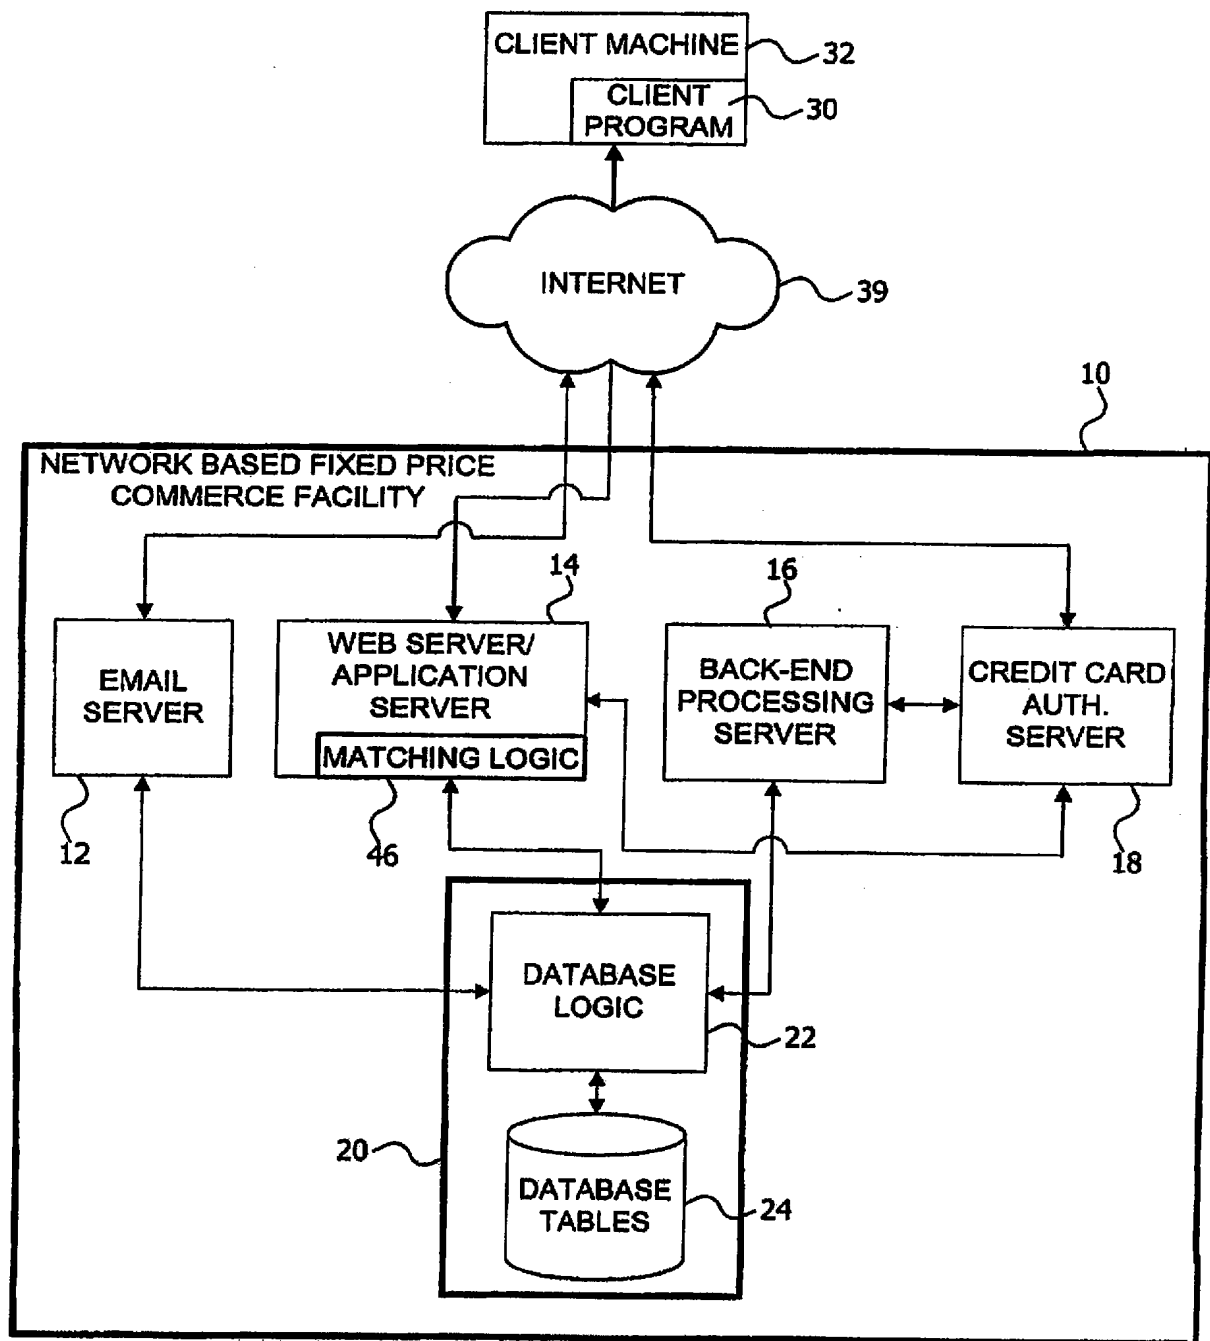 CLIENT MACHINE
32
CLIENT
PROGRAM
30
INTERNET
39
10
NETWORK BASED FIXED PRICE
COMMERCE FACILITY
14
16
EMAIL
SERVER
WEB SERVER/
APPLICATION
SERVER
MATCHING LOGIC
BACK-END
PROCESSING
SERVER
CREDIT CARD
AUTH.
SERVER
12
46
18
DATABASE
LOGIC
22
20
DATABASE
TABLES
24